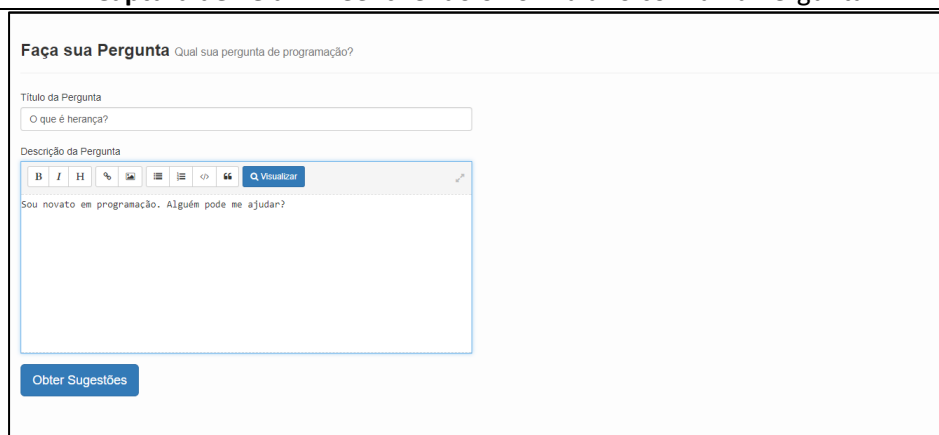 Faça sua Pergunta Qual sua pergunta de programação?
Título da Pergunta
O que é herança?
Descrição da Pergunta
B I H Visualizar
Sou novato em programação. Alguém pode me ajudar?
Obter Sugestões